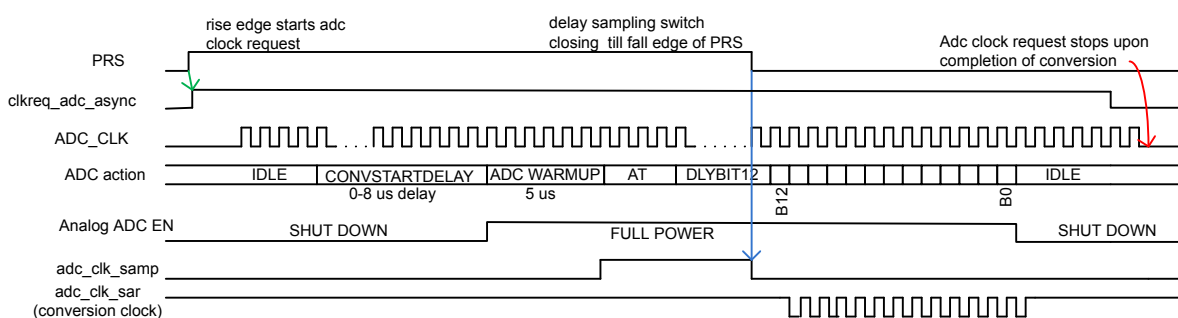 rise edge starts adc
clock request
delay sampling switch
closing till fall edge of PRS
Adc clock request stops upon
completion of conversion
PRS
clkreq_adc_async
ADC_CLK
ADC action
IDLE
CONVSTARTDELAY
ADC WARMUP
AT
DLYBIT12
B12
B0
IDLE
0-8 us delay
5 us
Analog ADC EN
SHUT DOWN
FULL POWER
SHUT DOWN
adc_clk_samp
adc_clk_sar
(conversion clock)